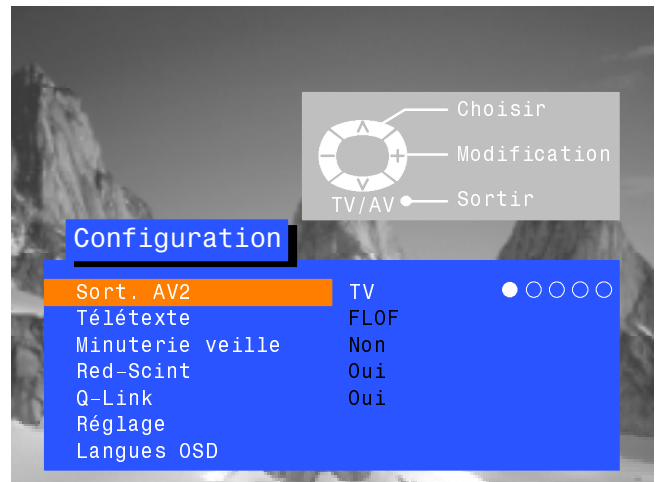 Choisir
Modification
TV/AV Sortir
Configuration
Sort. AV2 TV
Télétexte FLOF
Minuterie veille Non
Red-Scint Oui
Q-Link Oui
Réglage
Langues OSD